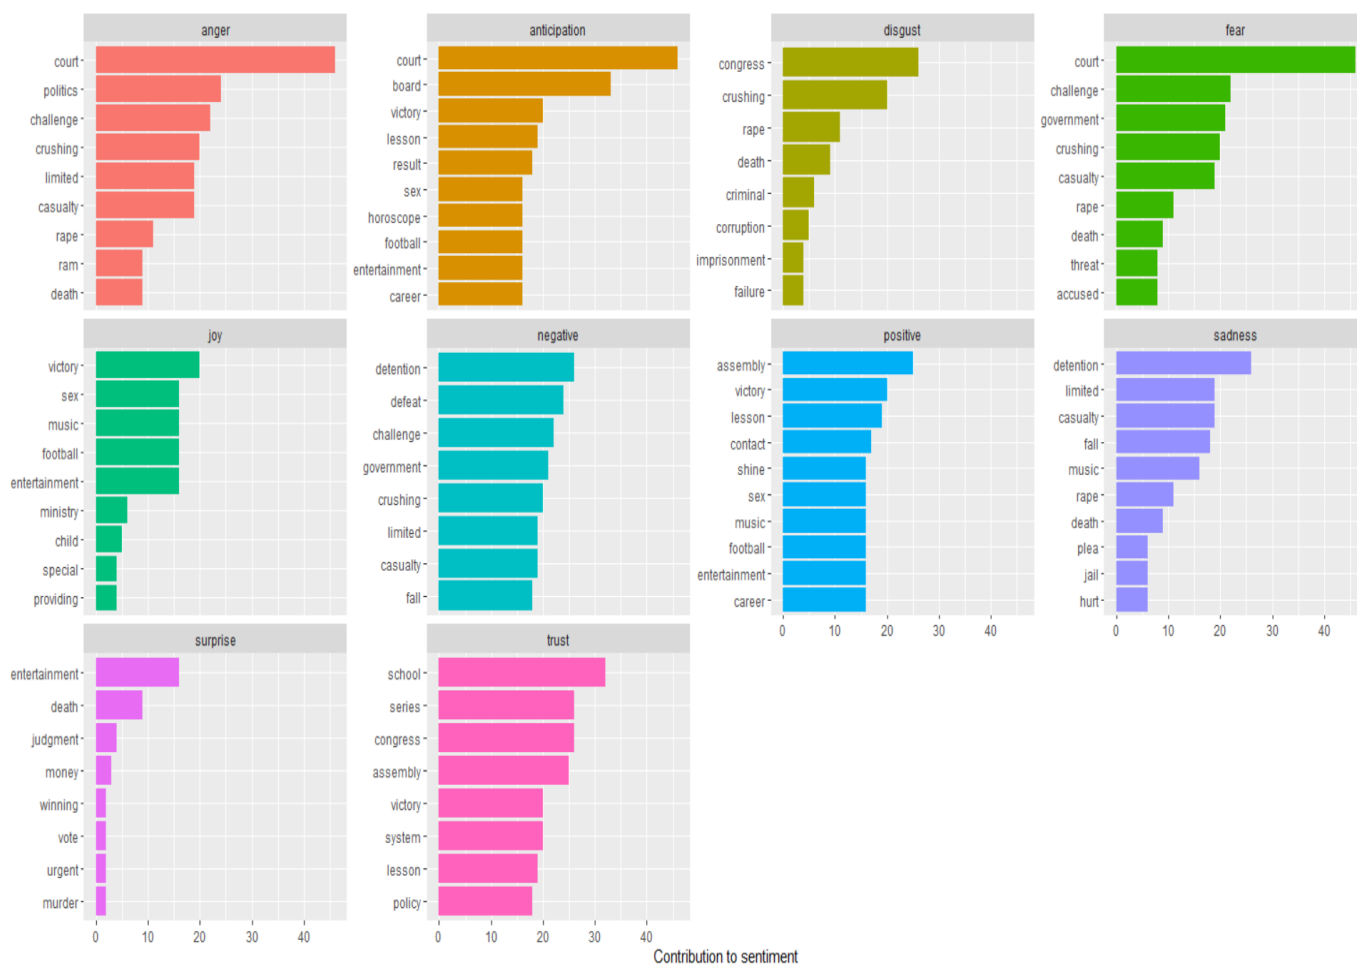 anger
court
politics
challenge
crushing
limited
casualty
rape
ram
death
anticipation
court
board
victory
lesson
result
sex
horoscope
football
entertainment
career
disgust
congress
crushing
rape
death
criminal
corruption
imprisonment
failure
fear
court
challenge
government
crushing
casualty
rape
death
threat
accused
joy
victory
sex
music
football
entertainment
ministry
child
special
providing
negative
detention
defeat
challenge
government
crushing
limited
casualty
fall
positive
assembly
victory
lesson
contact
shine
sex
music
football
entertainment
career
0 10 20 30 40
sadness
detention
limited
casualty
fall
music
rape
death
plea
jail
hurt
0 10 20 30 40
surprise
entertainment
death
judgment
money
winning
vote
urgent
murder
0 10 20 30 40
trust
school
series
congress
assembly
victory
system
lesson
policy
0 10 20 30 40
Contribution to sentiment